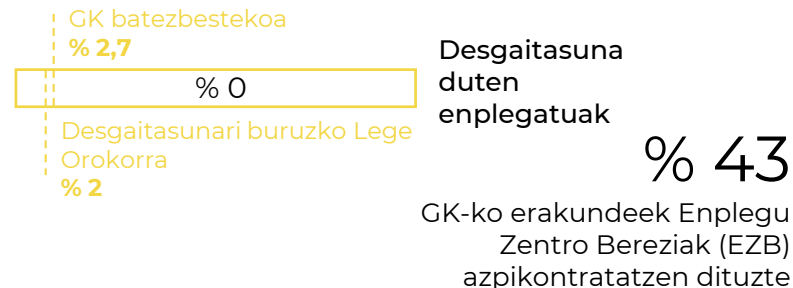 GK batezbestekoa
% 2,7
% 0
Desgaitasunari buruzko Lege
Orokorra
% 2
Desgaitasuna
duten
enplegatuak
% 43
GK-ko erakundeek Enplegu
Zentro Bereziak (EZB)
azpikontratatzen dituzte